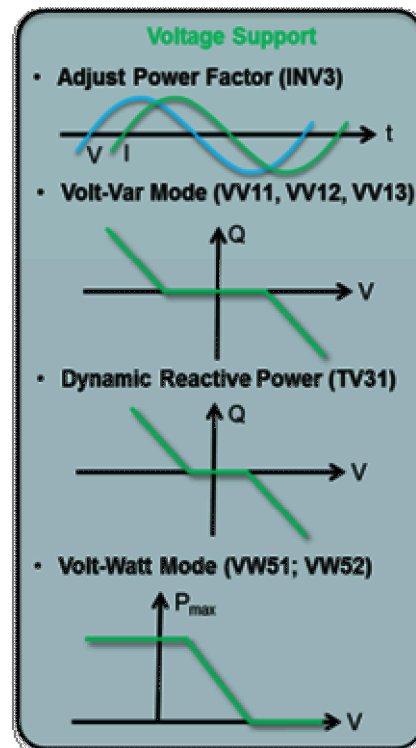 Voltage Support
• Adjust Power Factor (INV3)
V I t
• Volt-Var Mode (VV11, VV12, VV13)
Q
V
• Dynamic Reactive Power (TV31)
Q
V
• Volt-Watt Mode (VW51; VW52)
Pmax
V